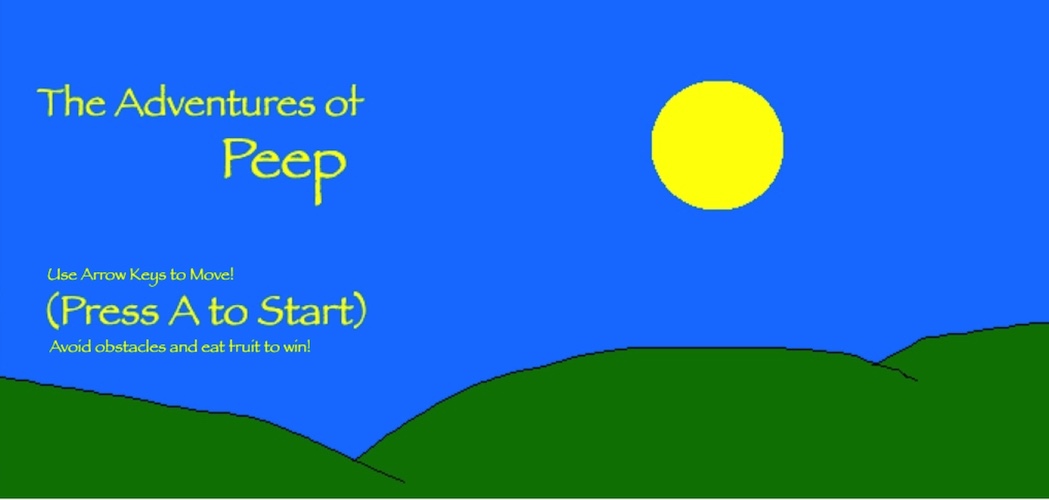 The Adventures of
Peep
Use Arrow Keys to Move!
(Press A to Start)
Avoid obstacles and eat fruit to win!